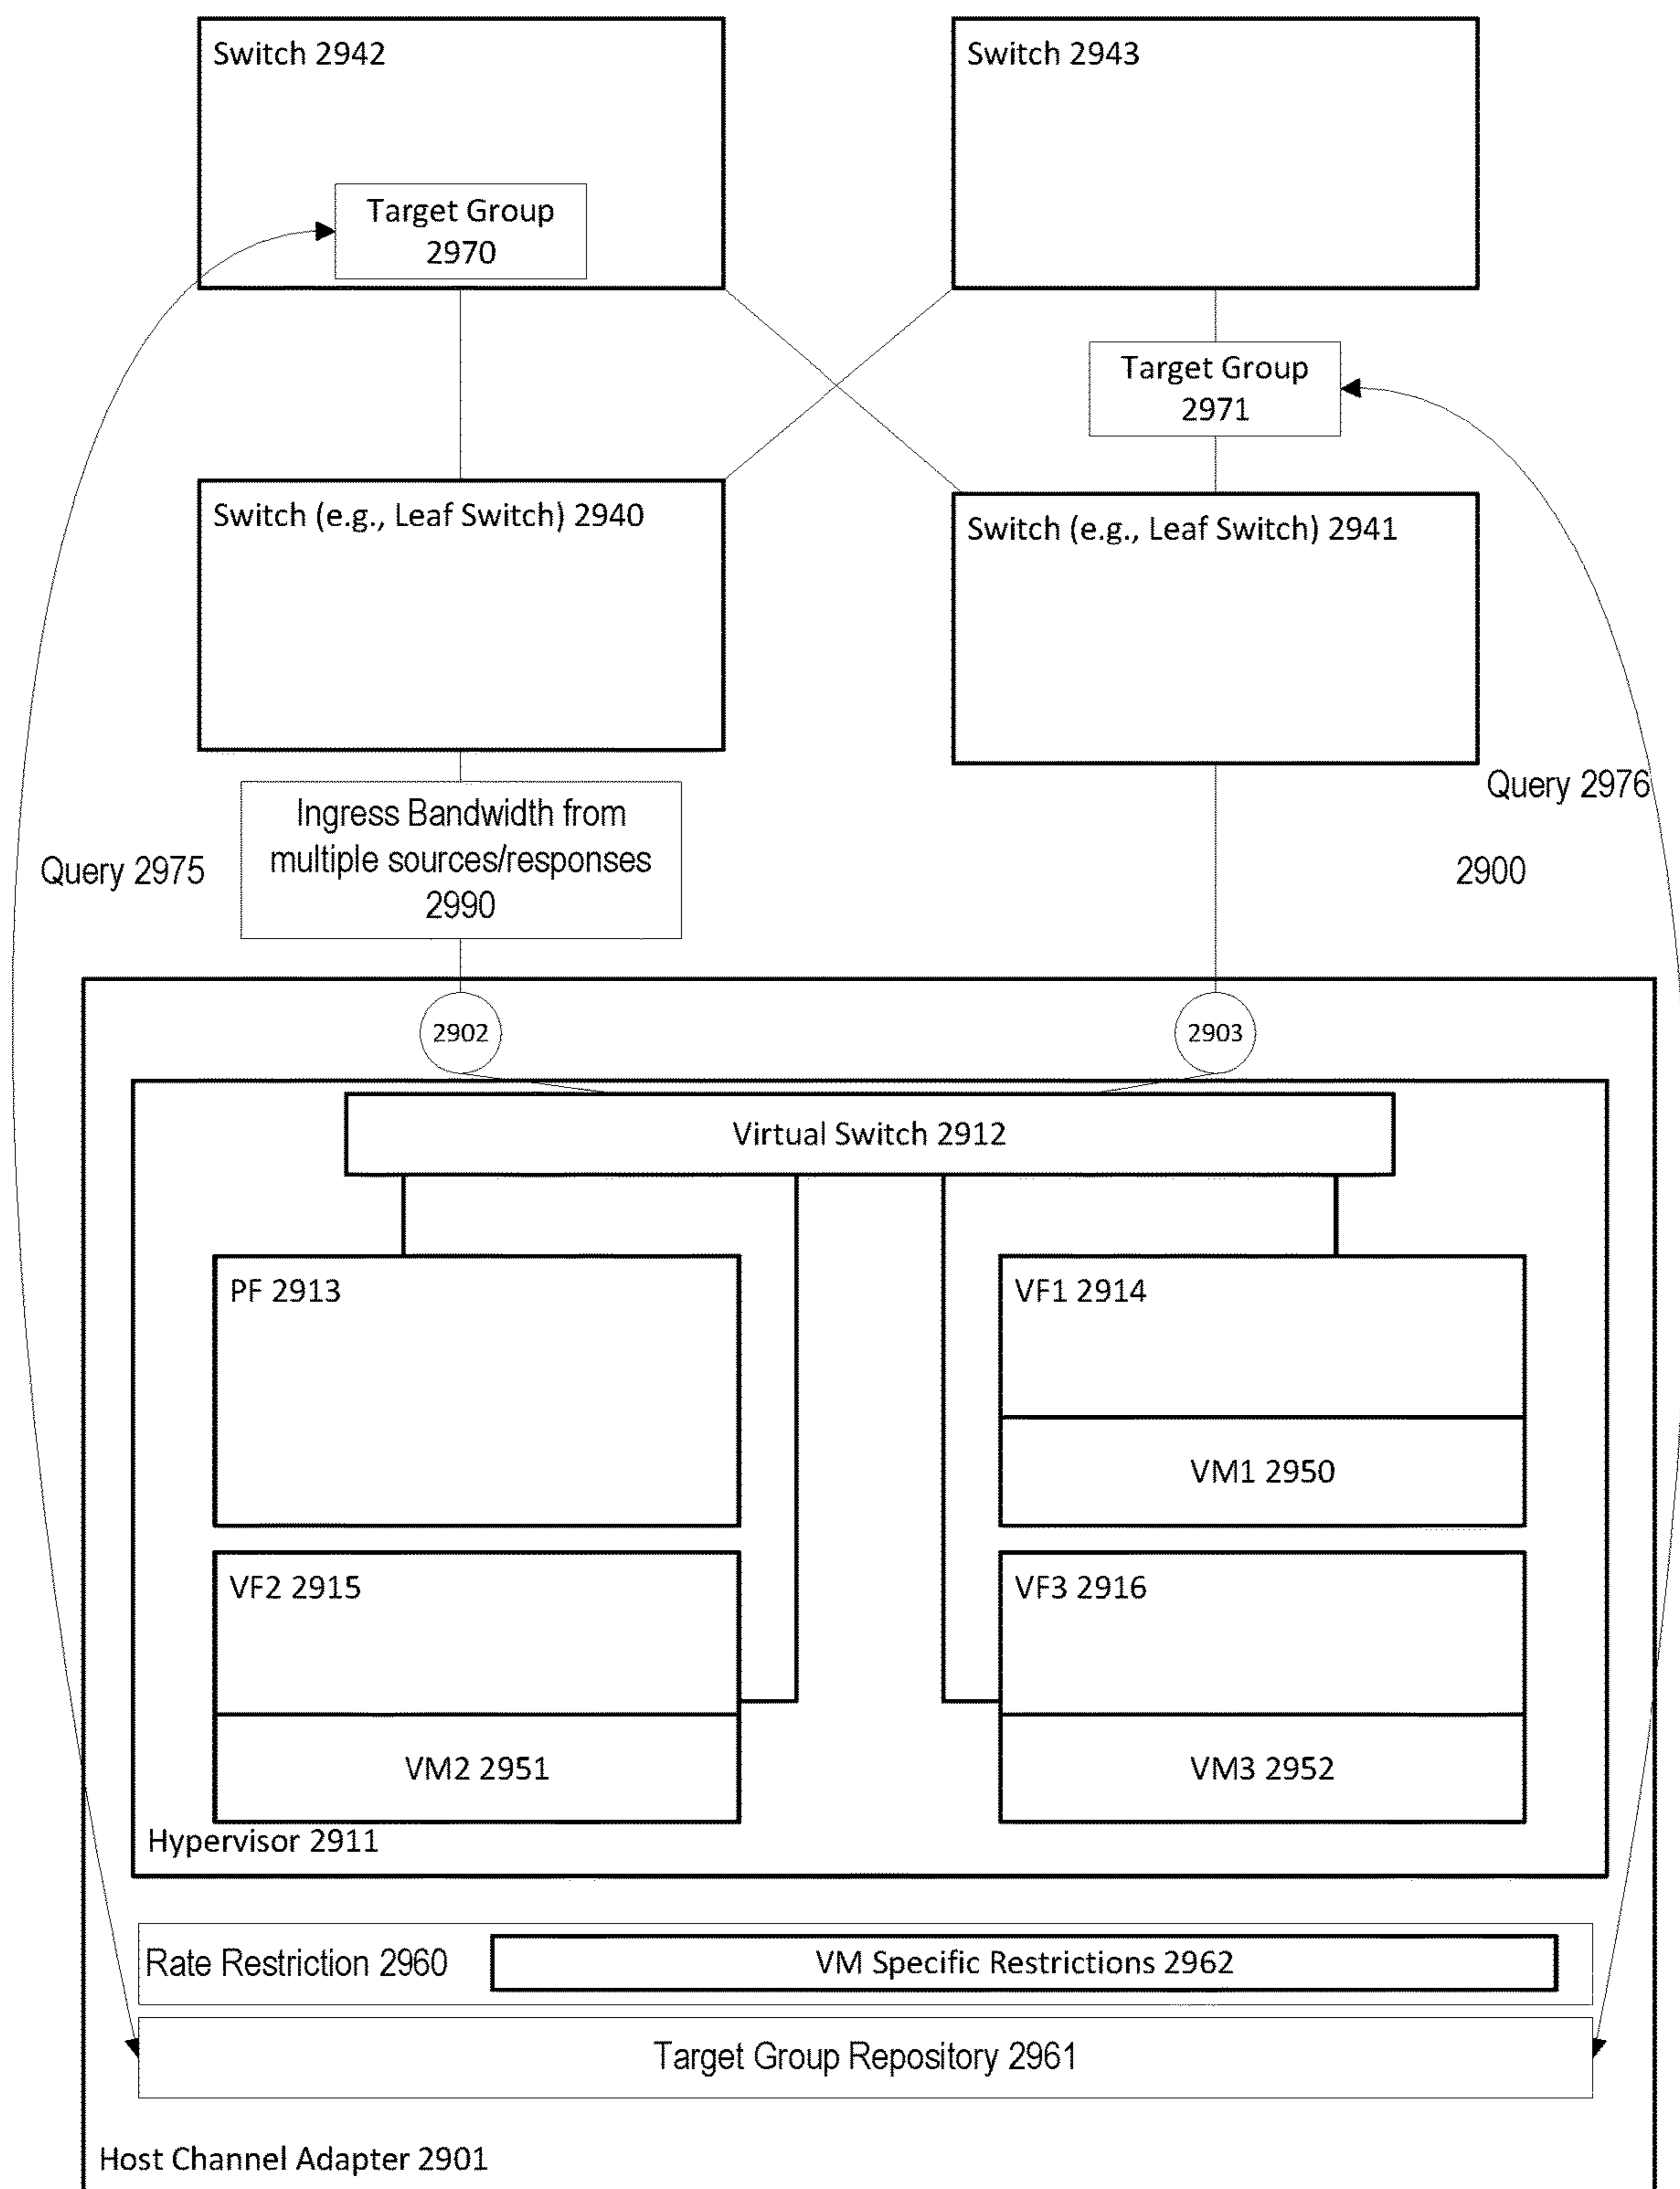 Switch 2942
Switch 2943
Target Group
2970
Target Group
2971
Switch (e.g., Leaf Switch) 2940
Switch (e.g., Leaf Switch) 2941
Query 2976
Ingress Bandwidth from
multiple sources/responses
2990
Query 2975
2900
2902
2903
Virtual Switch 2912
PF 2913
VF1 2914
VM1 2950
VF2 2915
VF3 2916
VM2 2951
VM3 2952
Hypervisor 2911
Rate Restriction 2960
VM Specific Restrictions 2962
Target Group Repository 2961
Host Channel Adapter 2901